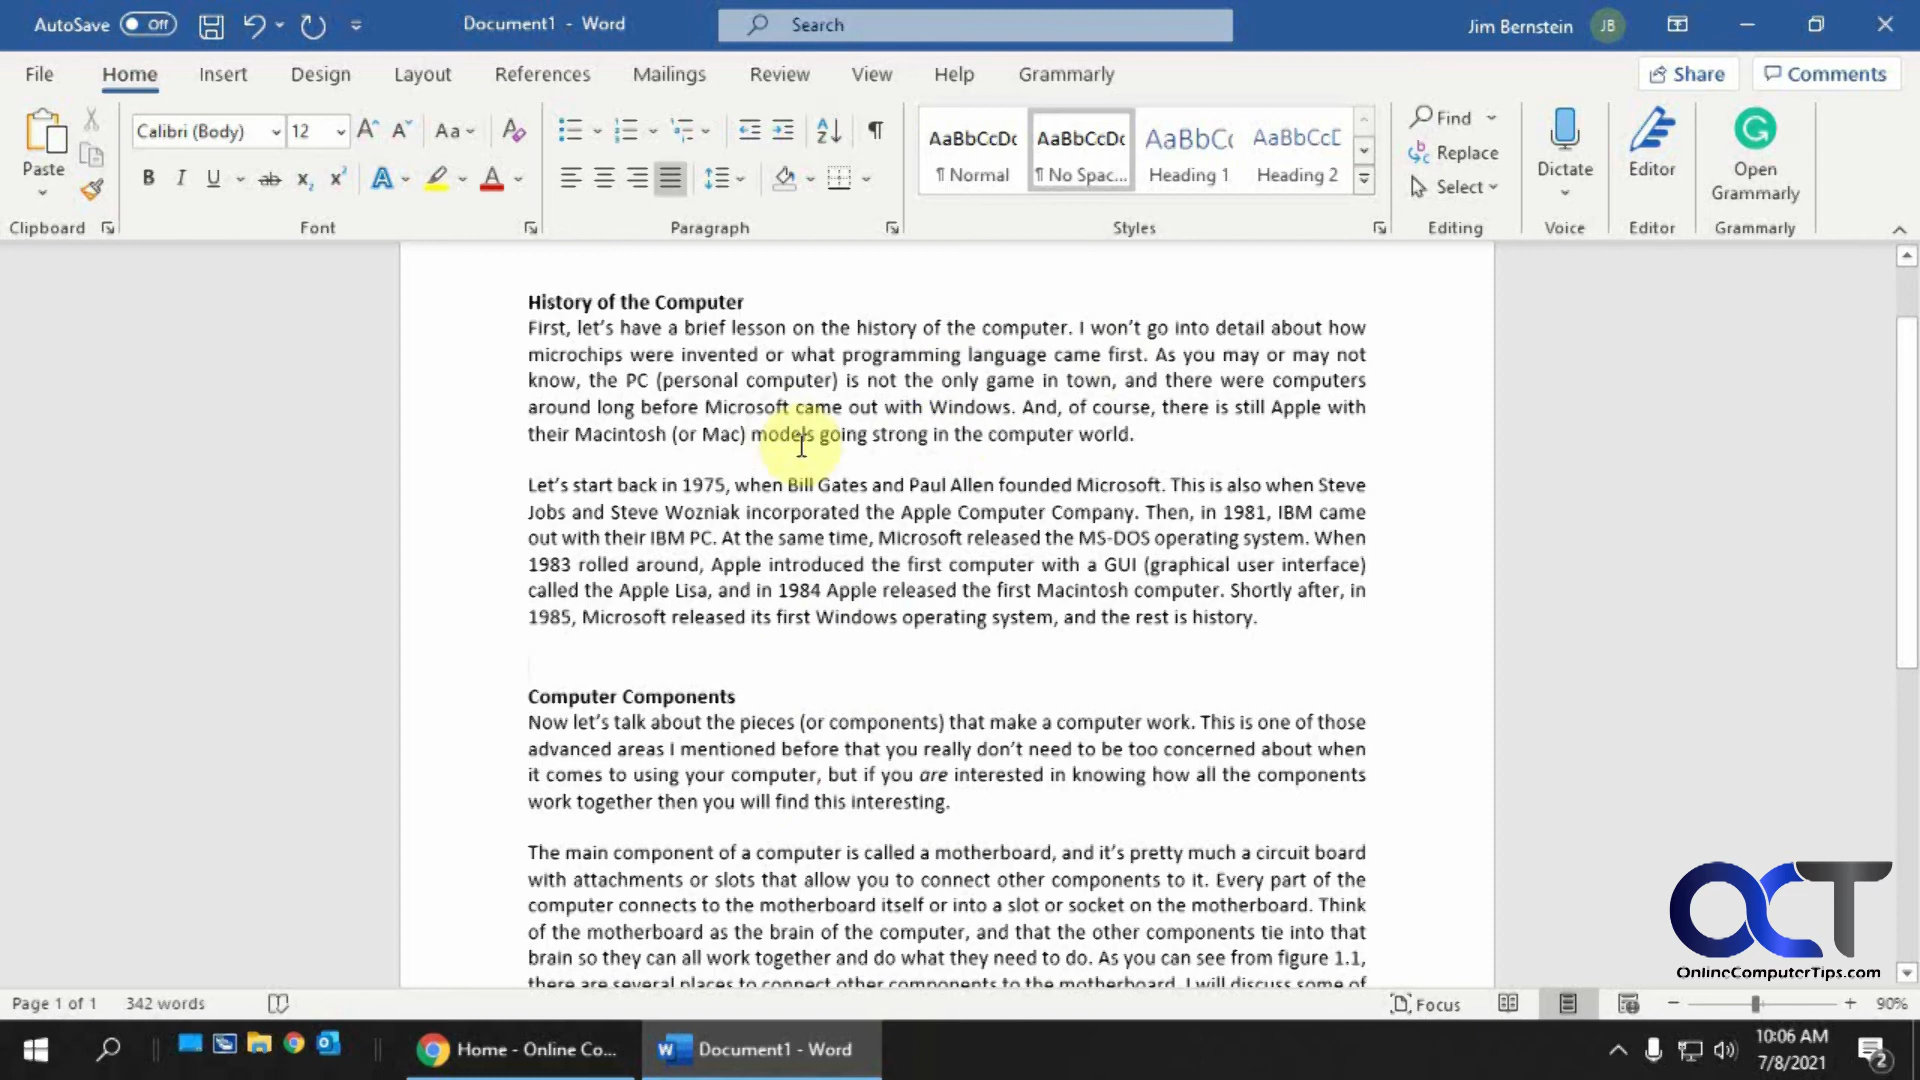 AutoSave Off Document1 - Word Search Jim Bernstein JB
File Home Insert Design Layout References Mailings Review View Help Grammarly Share Comments
Calibri (Body) 12 Aa
Paste
B I U ab x2 x2 A A
AaBbCcDc AaBbCcDc AaBbC( AaBbCcD
¶ Normal ¶ No Spac... Heading 1 Heading 2
Find
Replace
Select
Dictate
Editor
Open
Grammarly
Clipboard Font Paragraph Styles Editing Voice Editor Grammarly
History of the Computer
First, let's have a brief lesson on the history of the computer. I won't go into detail about how
microchips were invented or what programming language came first. As you may or may not
know, the PC (personal computer) is not the only game in town, and there were computers
around long before Microsoft came out with Windows. And, of course, there is still Apple with
their Macintosh (or Mac) models going strong in the computer world.
Let's start back in 1975, when Bill Gates and Paul Allen founded Microsoft. This is also when Steve
Jobs and Steve Wozniak incorporated the Apple Computer Company. Then, in 1981, IBM came
out with their IBM PC. At the same time, Microsoft released the MS-DOS operating system. When
1983 rolled around, Apple introduced the first computer with a GUI (graphical user interface)
called the Apple Lisa, and in 1984 Apple released the first Macintosh computer. Shortly after, in
1985, Microsoft released its first Windows operating system, and the rest is history.
Computer Components
Now let's talk about the pieces (or components) that make a computer work. This is one of those
advanced areas I mentioned before that you really don't need to be too concerned about when
it comes to using your computer, but if you are interested in knowing how all the components
work together then you will find this interesting.
The main component of a computer is called a motherboard, and it's pretty much a circuit board
with attachments or slots that allow you to connect other components to it. Every part of the
computer connects to the motherboard itself or into a slot or socket on the motherboard. Think
of the motherboard as the brain of the computer, and that the other components tie into that
brain so they can all work together and do what they need to do. As you can see from figure 1.1,
there are several places to connect other components to the motherboard. I will discuss some of
OCT
OnlineComputerTips.com
Page 1 of 1 342 words Focus 90%
Home - Online Co... Document1 - Word
10:06 AM
7/8/2021
2